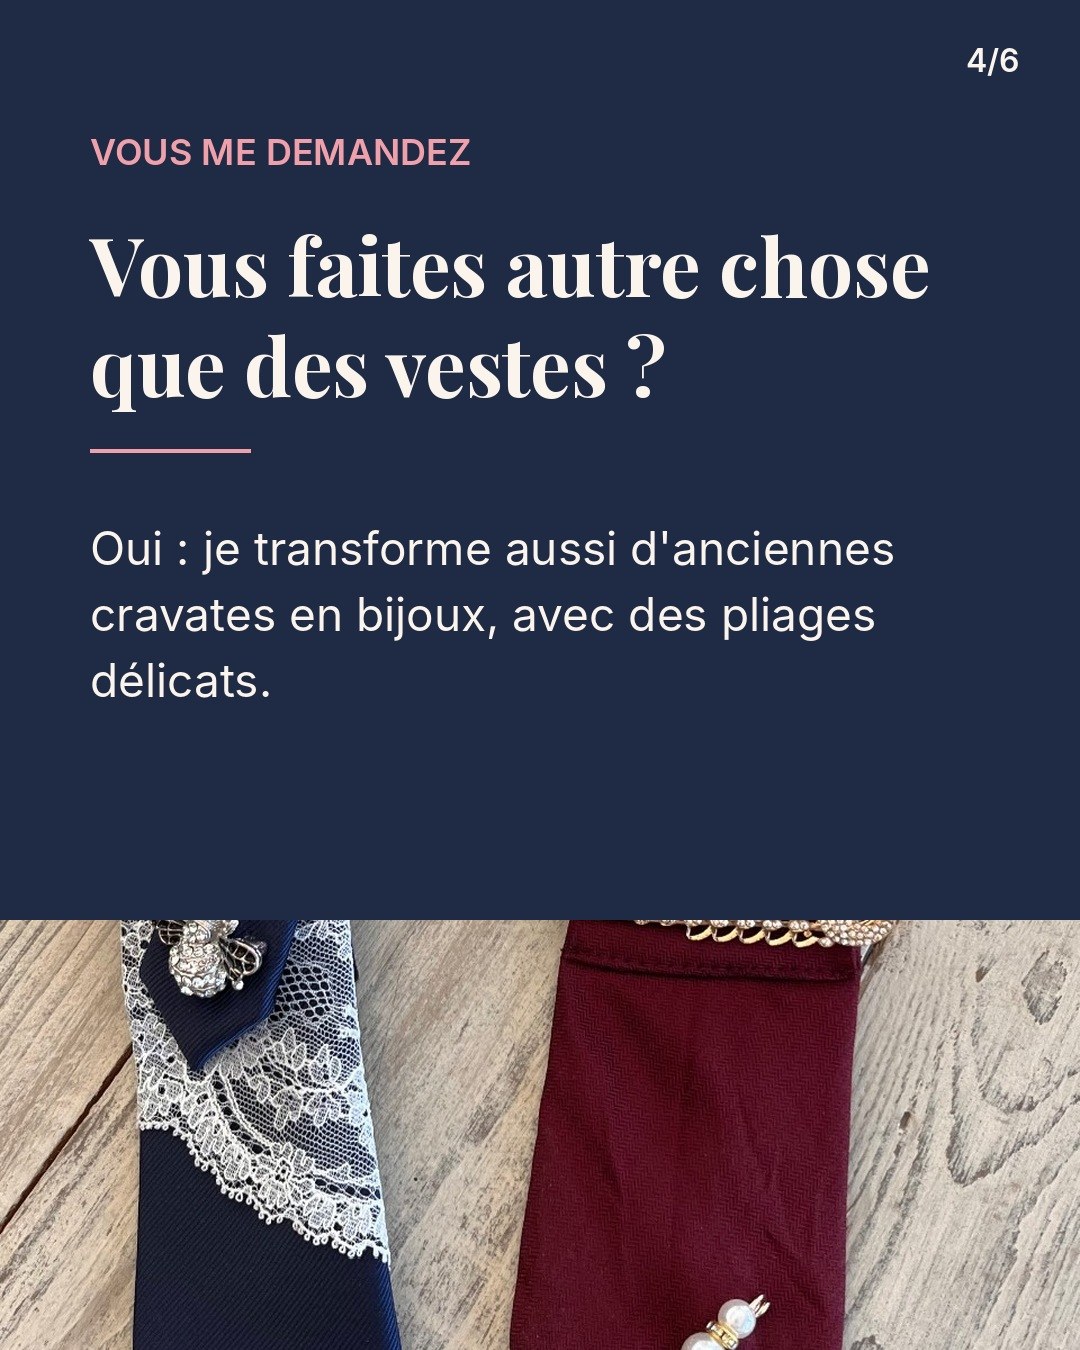 4/6
VOUS ME DEMANDEZ
Vous faites autre chose
que des vestes ?
Oui : je transforme aussi d'anciennes
cravates en bijoux, avec des pliages
délicats.